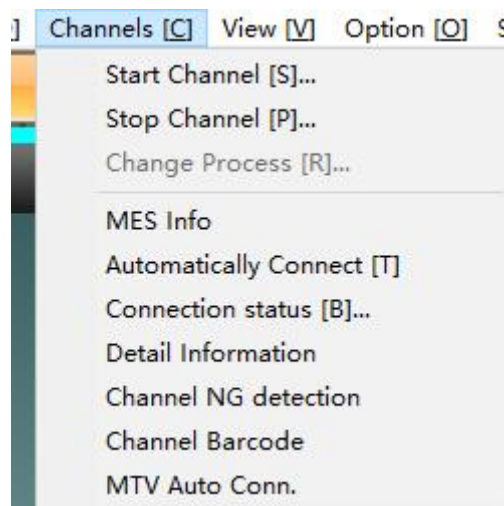 ] Channels [C] View [V] Option [O] S
Start Channel [S]...
Stop Channel [P]...
Change Process [R]...
MES Info
Automatically Connect [T]
Connection status [B]...
Detail Information
Channel NG detection
Channel Barcode
MTV Auto Conn.